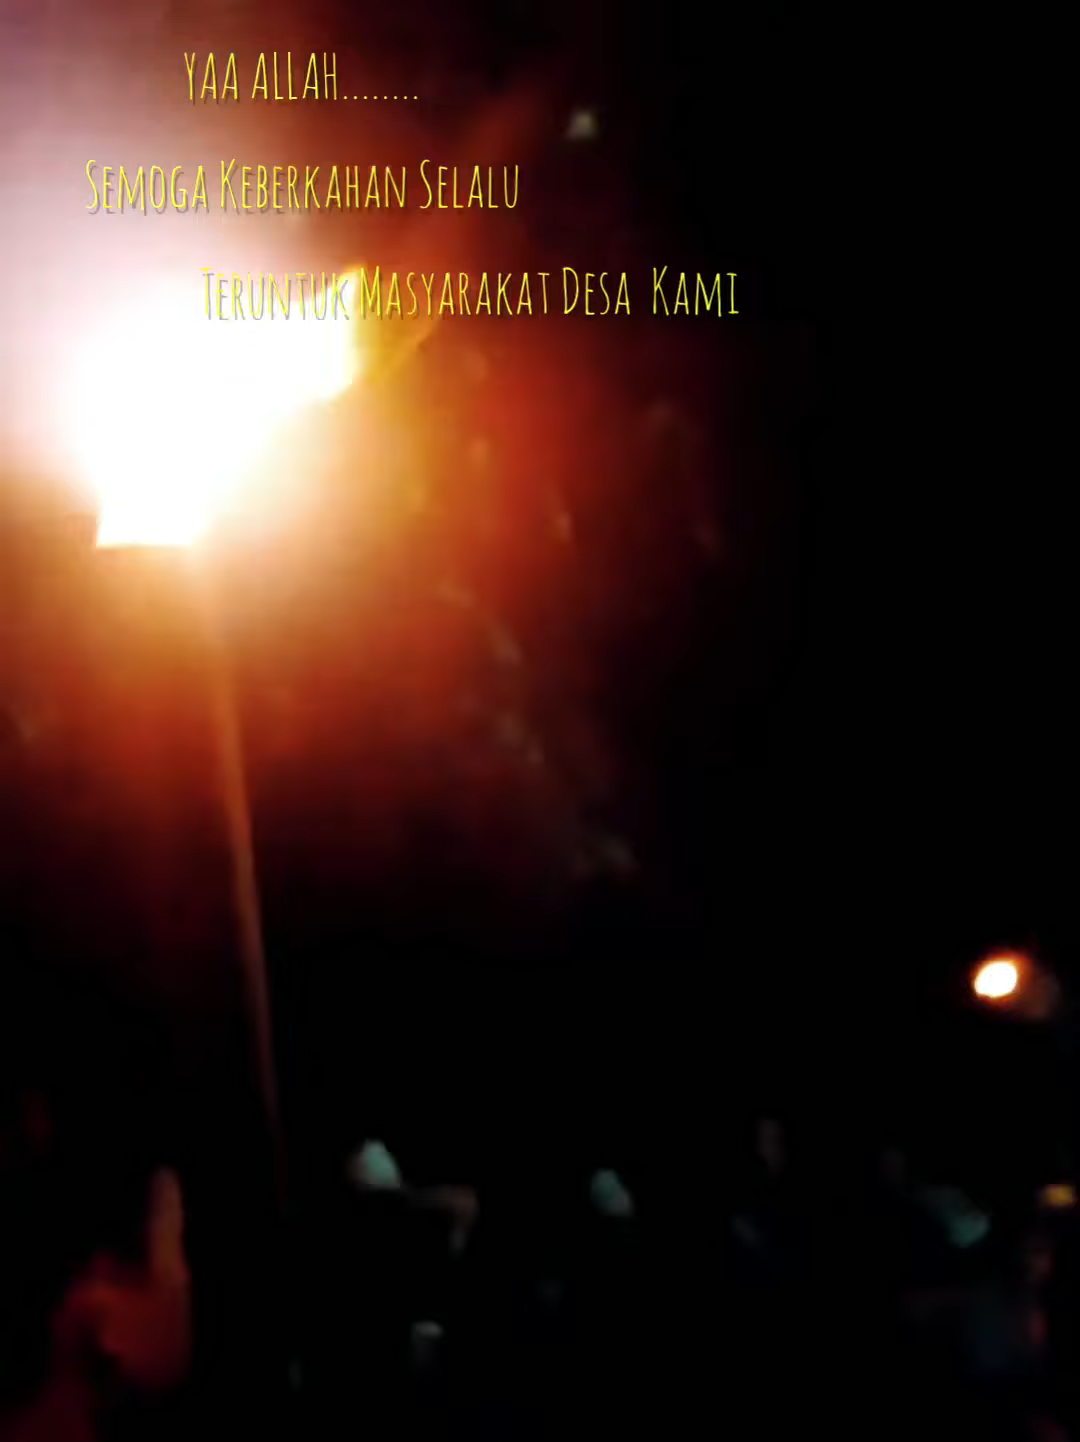 YAA ALLAH........
SEMOGA KEBERKAHAN SELALU
TERUNTUK MASYARAKAT DESA KAMI